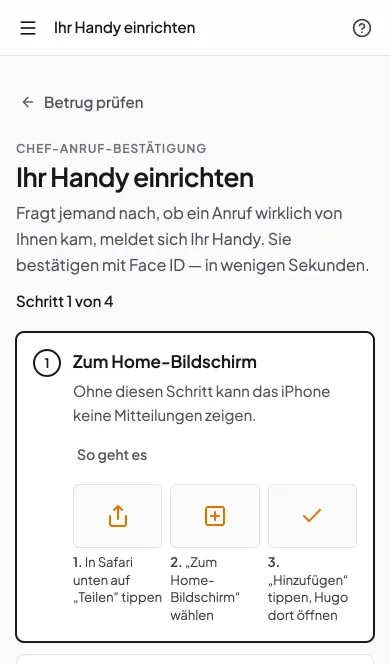 Ihr Handy einrichten
Betrug prüfen
CHEF-ANRUF-BESTÄTIGUNG
Ihr Handy einrichten
Fragt jemand nach, ob ein Anruf wirklich von
Ihnen kam, meldet sich Ihr Handy. Sie
bestätigen mit Face ID — in wenigen Sekunden.
Schritt 1 von 4
1
Zum Home-Bildschirm
Ohne diesen Schritt kann das iPhone
keine Mitteilungen zeigen.
So geht es
1. In Safari
unten auf
„Teilen“ tippen
2. „Zum
Home-
Bildschirm“
wählen
3.
„Hinzufügen“
tippen, Hugo
dort öffnen